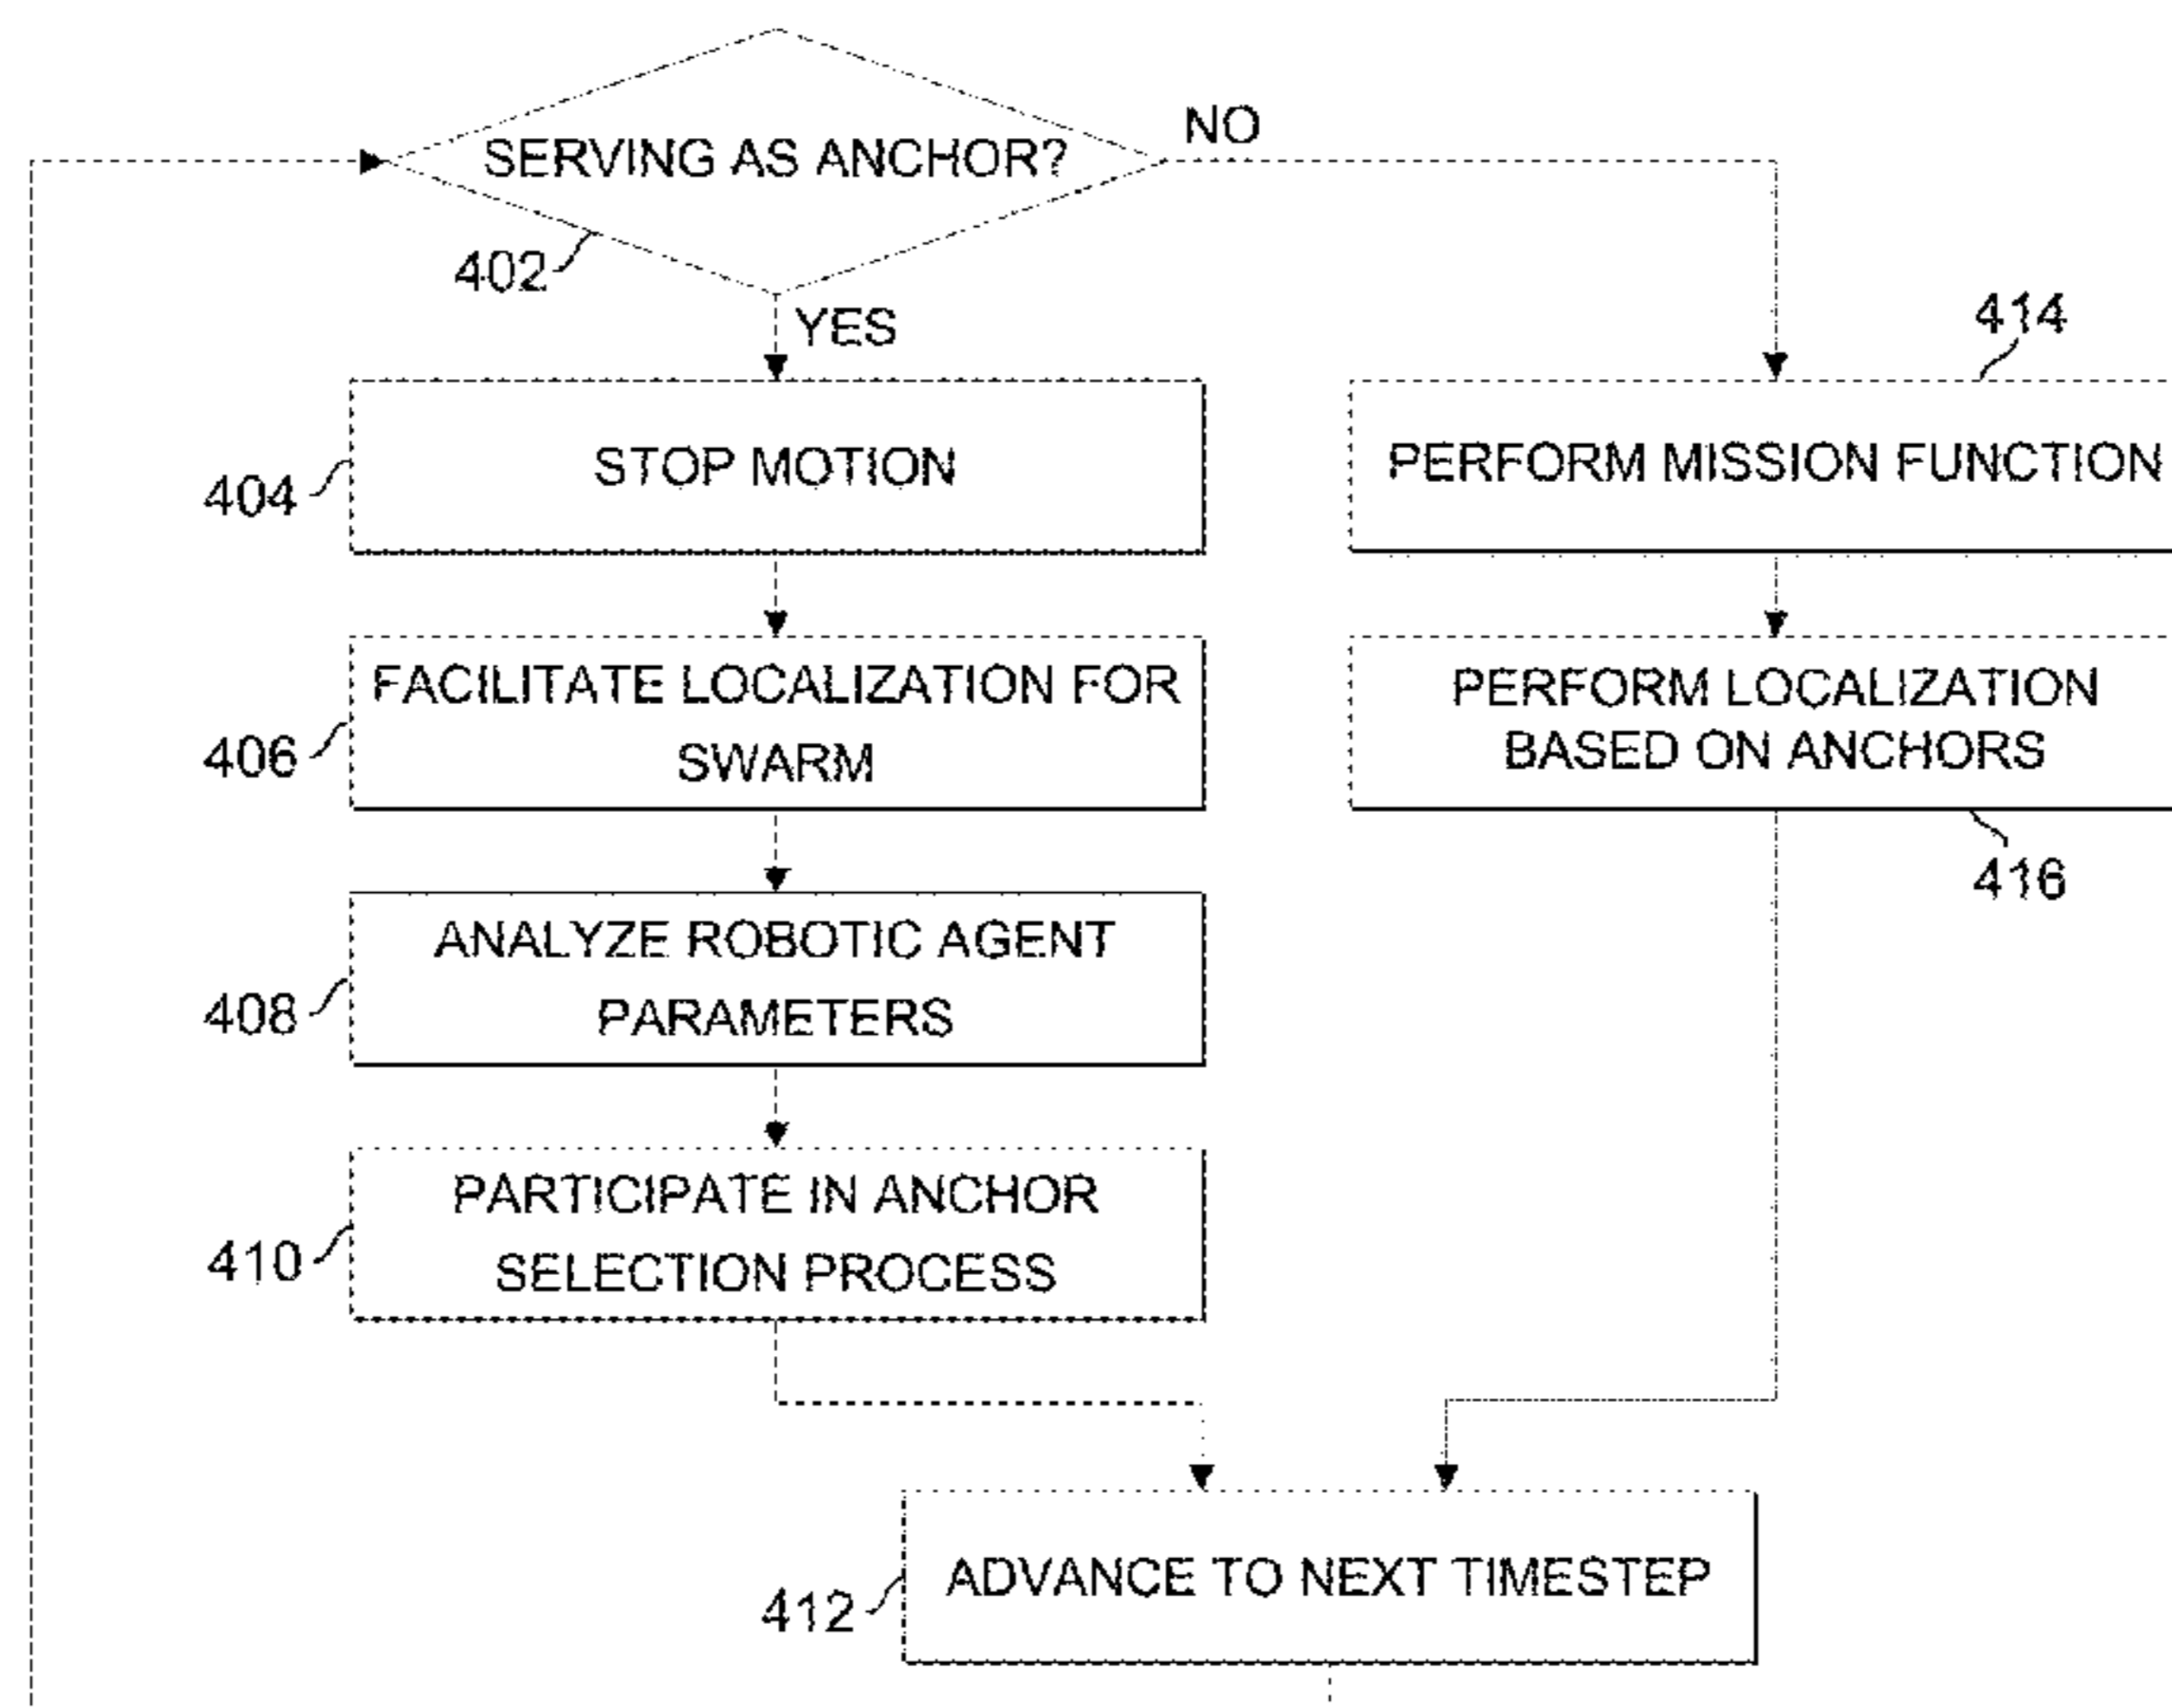 SERVING AS ANCHOR?
NO
402
YES
414
STOP MOTION
404
PERFORM MISSION FUNCTION
FACILITATE LOCALIZATION FOR
SWARM
406
PERFORM LOCALIZATION
BASED ON ANCHORS
416
ANALYZE ROBOTIC AGENT
PARAMETERS
408
PARTICIPATE IN ANCHOR
SELECTION PROCESS
410
ADVANCE TO NEXT TIMESTEP
412